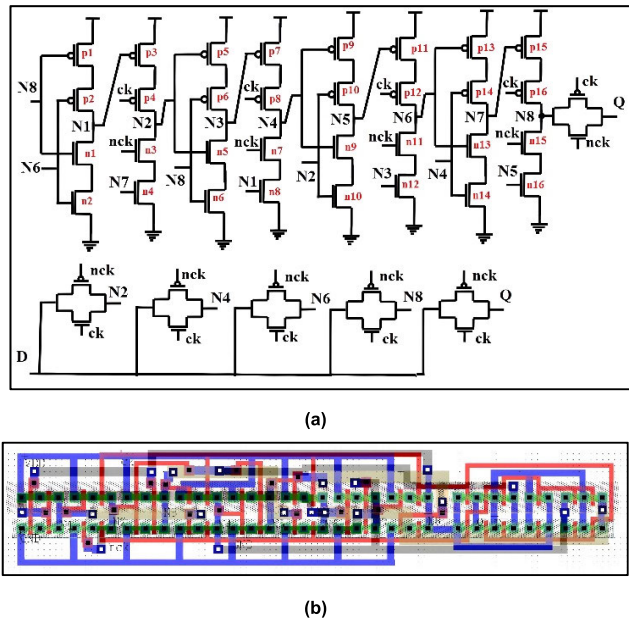 p1 p3 p5 p7 p9 p11 p13 p15
N8 p2 ck p4 p6 ck p8 p10 ck p12 p14 ck p16 ck
N1 N2 N3 N4 N5 N6 N7 N8 Q
n1 nck n3 n5 nck n7 n9 nck n11 n13 nck n15 nck
N6 N7 N8 N1 N2 N3 N4 N5
n2 n4 n6 n8 n10 n12 n14 n16
nck nck nck nck nck
N2 N4 N6 N8 Q
ck ck ck ck ck
D
(a)
nck
(b)